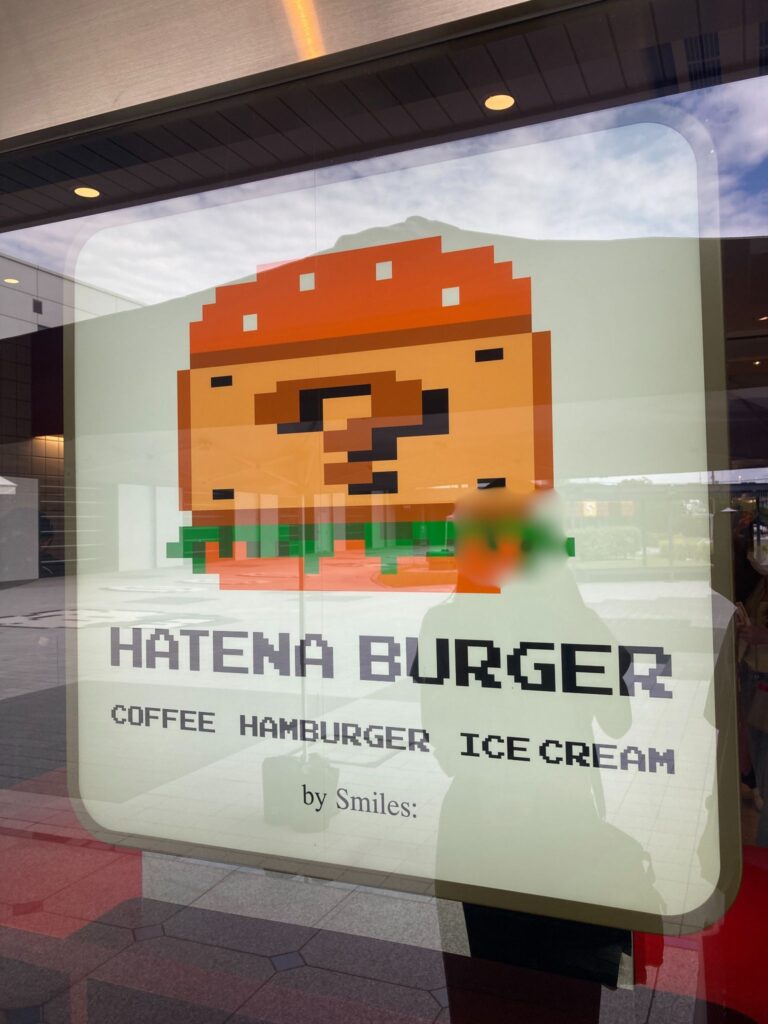 ?
HATENA BURGER
COFFEE HAMBURGER ICE CREAM
by Smiles: